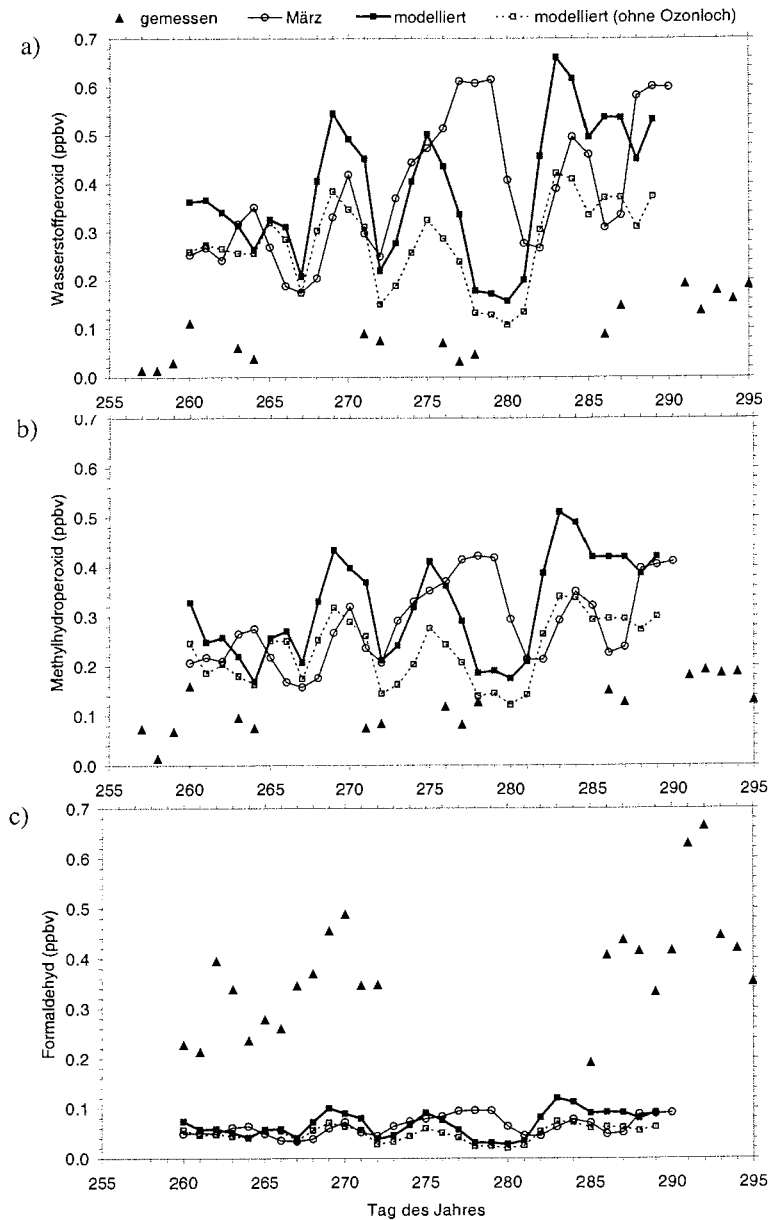 gemessen März modelliert modelliert (ohne Ozonloch)
a)
Wasserstoffperoxid (ppbv)
0.7
0.6
0.5
0.4
0.3
0.2
0.1
0.0
255 260 265 270 275 280 285 290 295
b)
Methylhydroperoxid (ppbv)
0.7
0.6
0.5
0.4
0.3
0.2
0.1
0.0
255 260 265 270 275 280 285 290 295
c)
Formaldehyd (ppbv)
0.7
0.6
0.5
0.4
0.3
0.2
0.1
0.0
255 260 265 270 275 280 285 290 295
Tag des Jahres